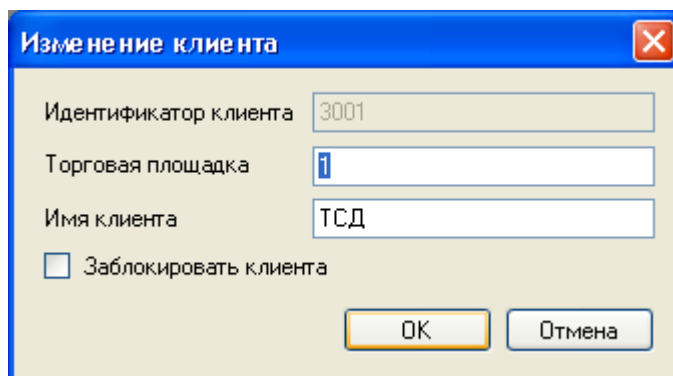 Изменение клиента
Идентификатор клиента 3001
Торговая площадка 1
Имя клиента ТСД
Заблокировать клиента
OK Отмена